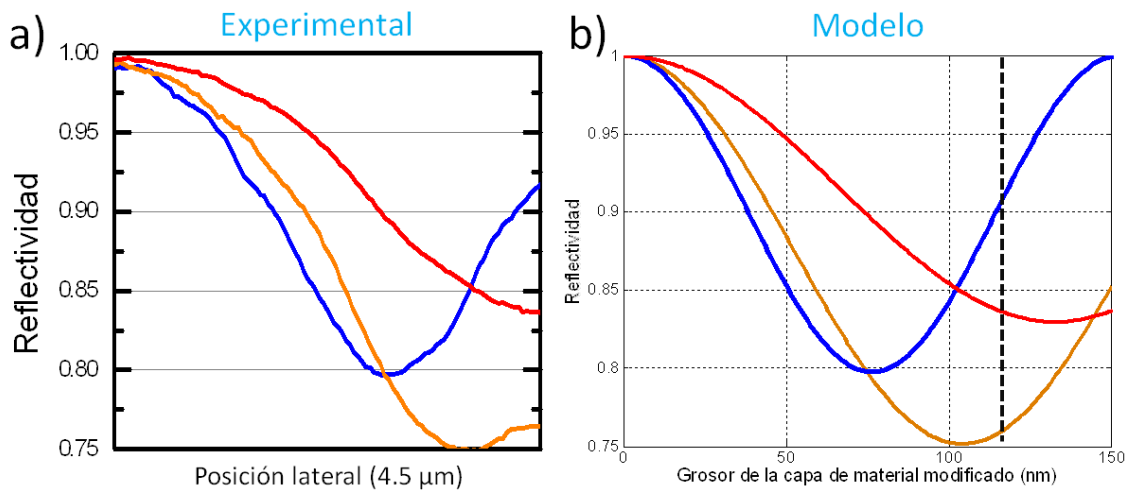 a)
Experimental
1.00
0.95
0.90
0.85
0.80
0.75
Reflectividad
Posición lateral (4.5 µm)
b)
Modelo
1
0.95
0.9
0.85
0.8
0.75
Reflectividad
0
50
100
150
Grosor de la capa de material modificado (nm)